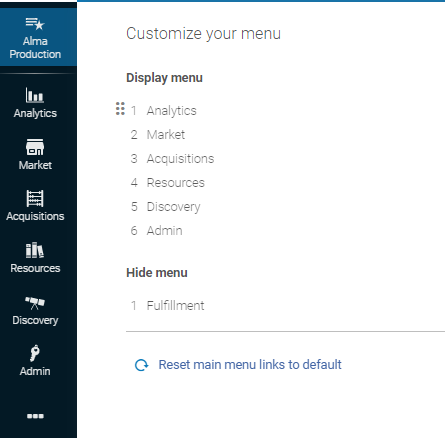 Alma
Production
Analytics
Market
Acquisitions
Resources
Discovery
Admin
Customize your menu
Display menu
1 Analytics
2 Market
3 Acquisitions
4 Resources
5 Discovery
6 Admin
Hide menu
1 Fulfillment
Reset main menu links to default